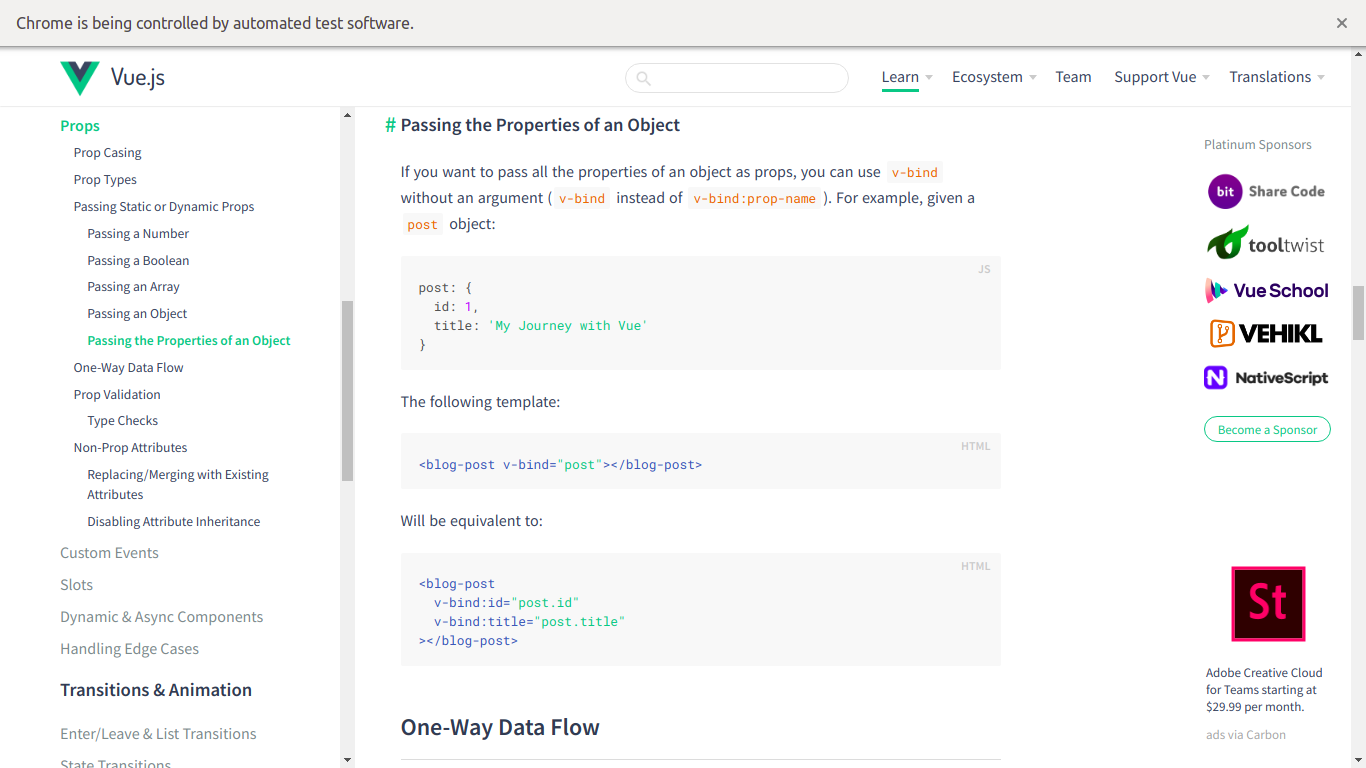 Chrome is being controlled by automated test software.
Vue.js
Learn
Ecosystem
Team
Support Vue
Translations
Props
Prop Casing
Prop Types
Passing Static or Dynamic Props
Passing a Number
Passing a Boolean
Passing an Array
Passing an Object
Passing the Properties of an Object
One-Way Data Flow
Prop Validation
Type Checks
Non-Prop Attributes
Replacing/Merging with Existing
Attributes
Disabling Attribute Inheritance
Custom Events
Slots
Dynamic & Async Components
Handling Edge Cases
Transitions & Animation
Enter/Leave & List Transitions
State Transitions
# Passing the Properties of an Object
If you want to pass all the properties of an object as props, you can use v-bind
without an argument ( v-bind instead of v-bind:prop-name ). For example, given a
post object:
JS
post: {
id: 1,
title: 'My Journey with Vue'
}
The following template:
HTML
<blog-post v-bind="post"></blog-post>
Will be equivalent to:
HTML
<blog-post
v-bind:id="post.id"
v-bind:title="post.title"
></blog-post>
One-Way Data Flow
Platinum Sponsors
bit Share Code
tooltwist
Vue School
VEHIKL
N NativeScript
Become a Sponsor
St
Adobe Creative Cloud
for Teams starting at
$29.99 per month.
ads via Carbon